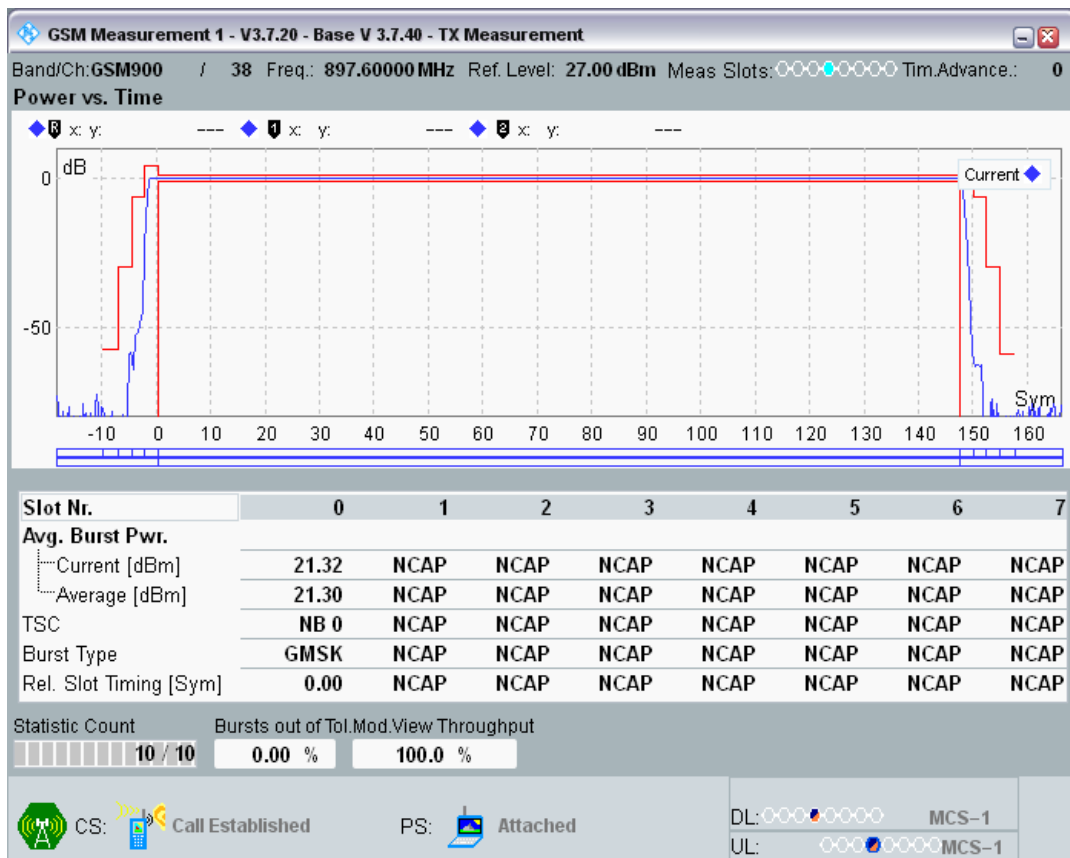 GSM Measurement 1 - V3.7.20 - Base V 3.7.40 - TX Measurement
Band/Ch:GSM900 / 38 Freq.: 897.60000 MHz Ref. Level: 27.00 dBm Meas Slots: Tim.Advance.: 0
Power vs. Time
R x: y: --- 1 x: y: --- 2 x: y: ---
dB
Current
0
-50
Sym
-10 0 10 20 30 40 50 60 70 80 90 100 110 120 130 140 150 160
Slot Nr. 0 1 2 3 4 5 6 7
Avg. Burst Pwr.
Current [dBm] 21.32 NCAP NCAP NCAP NCAP NCAP NCAP NCAP
Average [dBm] 21.30 NCAP NCAP NCAP NCAP NCAP NCAP NCAP
TSC NB 0 NCAP NCAP NCAP NCAP NCAP NCAP NCAP
Burst Type GMSK NCAP NCAP NCAP NCAP NCAP NCAP NCAP
Rel. Slot Timing [Sym] 0.00 NCAP NCAP NCAP NCAP NCAP NCAP NCAP
Statistic Count Bursts out of Tol. Mod.View Throughput
10 / 10 0.00 % 100.0 %
CS: Call Established PS: Attached
DL: MCS-1
UL: MCS-1